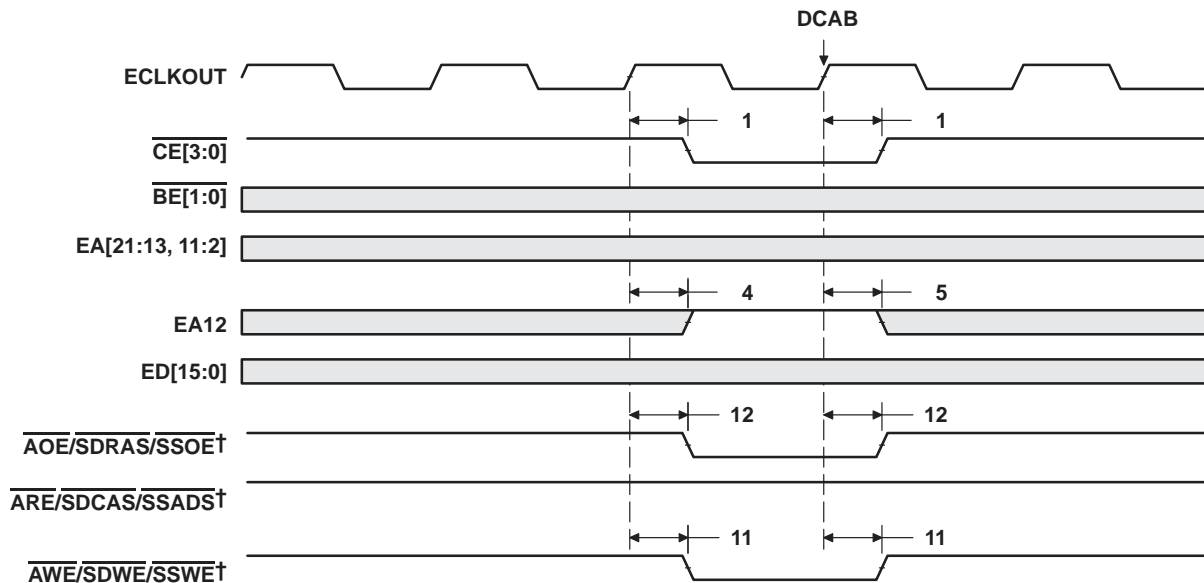 DCAB
ECLKOUT
1 1
CE[3:0]
BE[1:0]
EA[21:13, 11:2]
4 5
EA12
ED[15:0]
12 12
AOE/SDRAS/SSOE†
ARE/SDCAS/SSADS†
11 11
AWE/SDWE/SSWE†